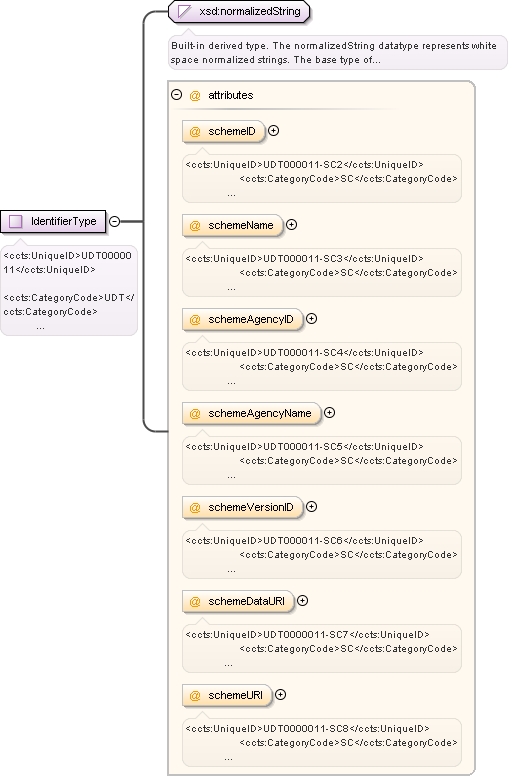 xsd:normalizedString
Built-in derived type. The normalizedString datatype represents white
space normalized strings. The base type of...
@ attributes
@ schemeID
<ccts:UniqueID>UDT000011-SC2</ccts:UniqueID>
<ccts:CategoryCode>SC</ccts:CategoryCode>
...
IdentifierType
<ccts:UniqueID>UDT00000
11</ccts:UniqueID>
<ccts:CategoryCode>UDT</
ccts:CategoryCode>
...
@ schemeName
<ccts:UniqueID>UDT000011-SC3</ccts:UniqueID>
<ccts:CategoryCode>SC</ccts:CategoryCode>
...
@ schemeAgencyID
<ccts:UniqueID>UDT000011-SC4</ccts:UniqueID>
<ccts:CategoryCode>SC</ccts:CategoryCode>
...
@ schemeAgencyName
<ccts:UniqueID>UDT000011-SC5</ccts:UniqueID>
<ccts:CategoryCode>SC</ccts:CategoryCode>
...
@ schemeVersionID
<ccts:UniqueID>UDT000011-SC6</ccts:UniqueID>
<ccts:CategoryCode>SC</ccts:CategoryCode>
...
@ schemeDataURI
<ccts:UniqueID>UDT0000011-SC7</ccts:UniqueID>
<ccts:CategoryCode>SC</ccts:CategoryCode>
...
@ schemeURI
<ccts:UniqueID>UDT0000011-SC8</ccts:UniqueID>
<ccts:CategoryCode>SC</ccts:CategoryCode>
...